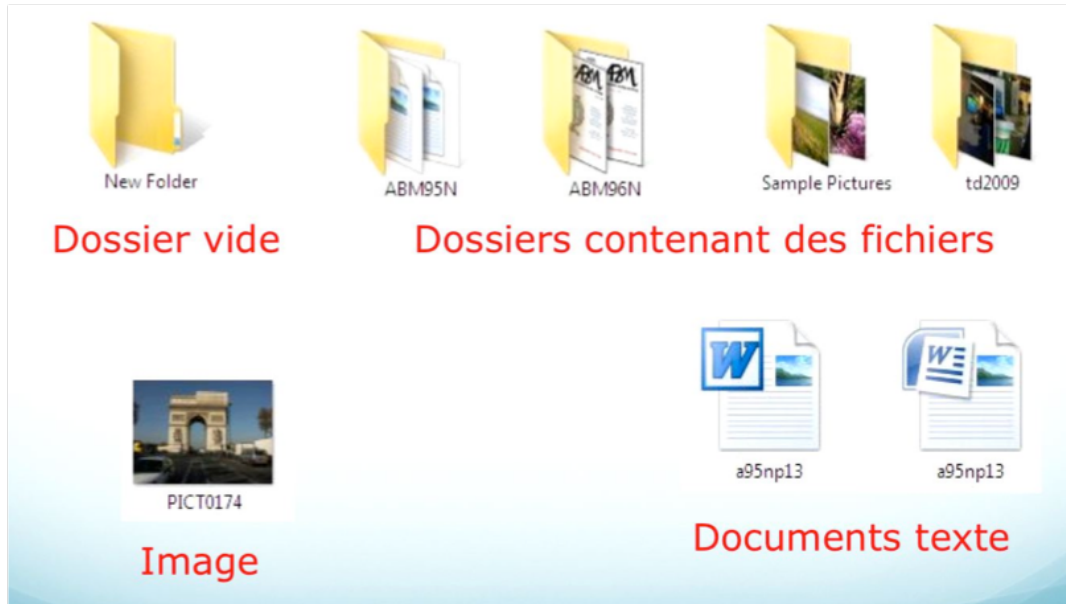 New Folder
ABM95N
ABM96N
Sample Pictures
td2009
Dossier vide
Dossiers contenant des fichiers
PICT0174
a95np13
a95np13
Image
Documents texte